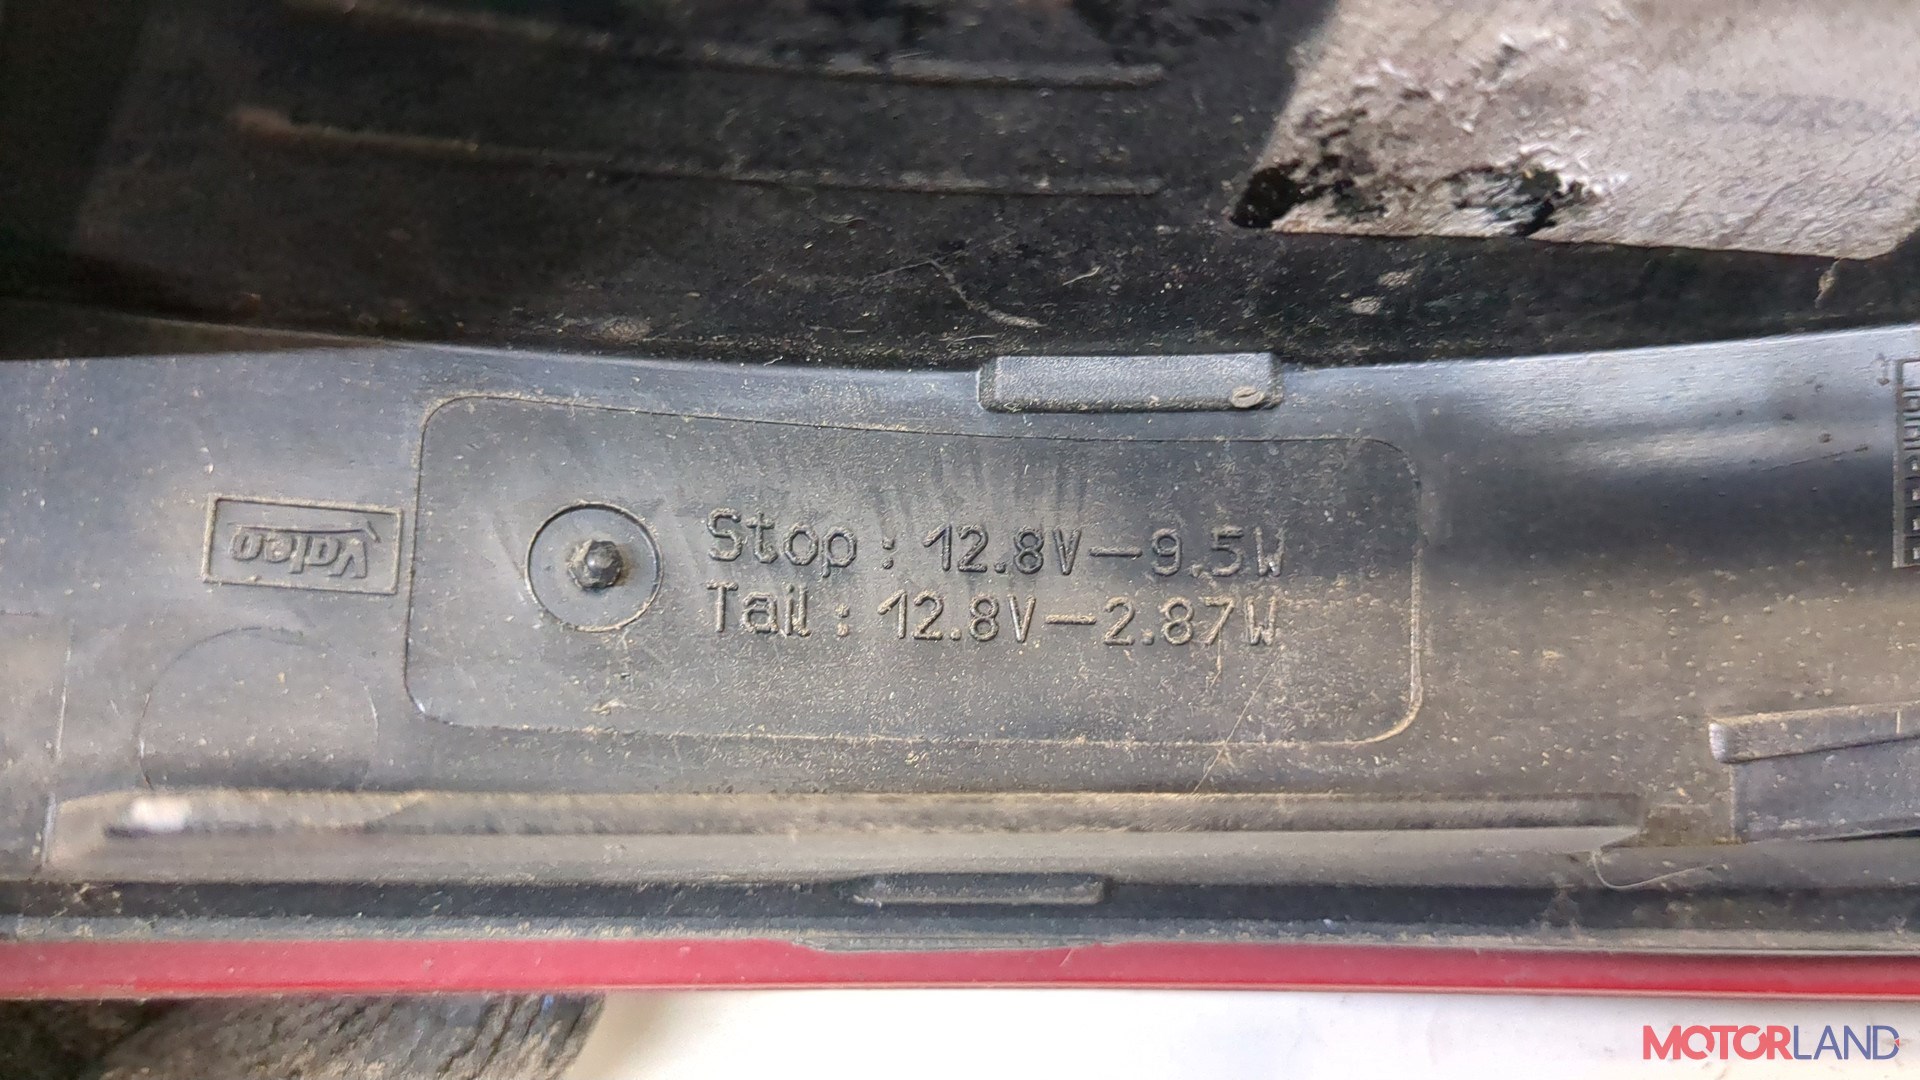 Valeo
Stop : 12.8V—9.5W
Tail : 12.8V—2.87W
MOTORLAND